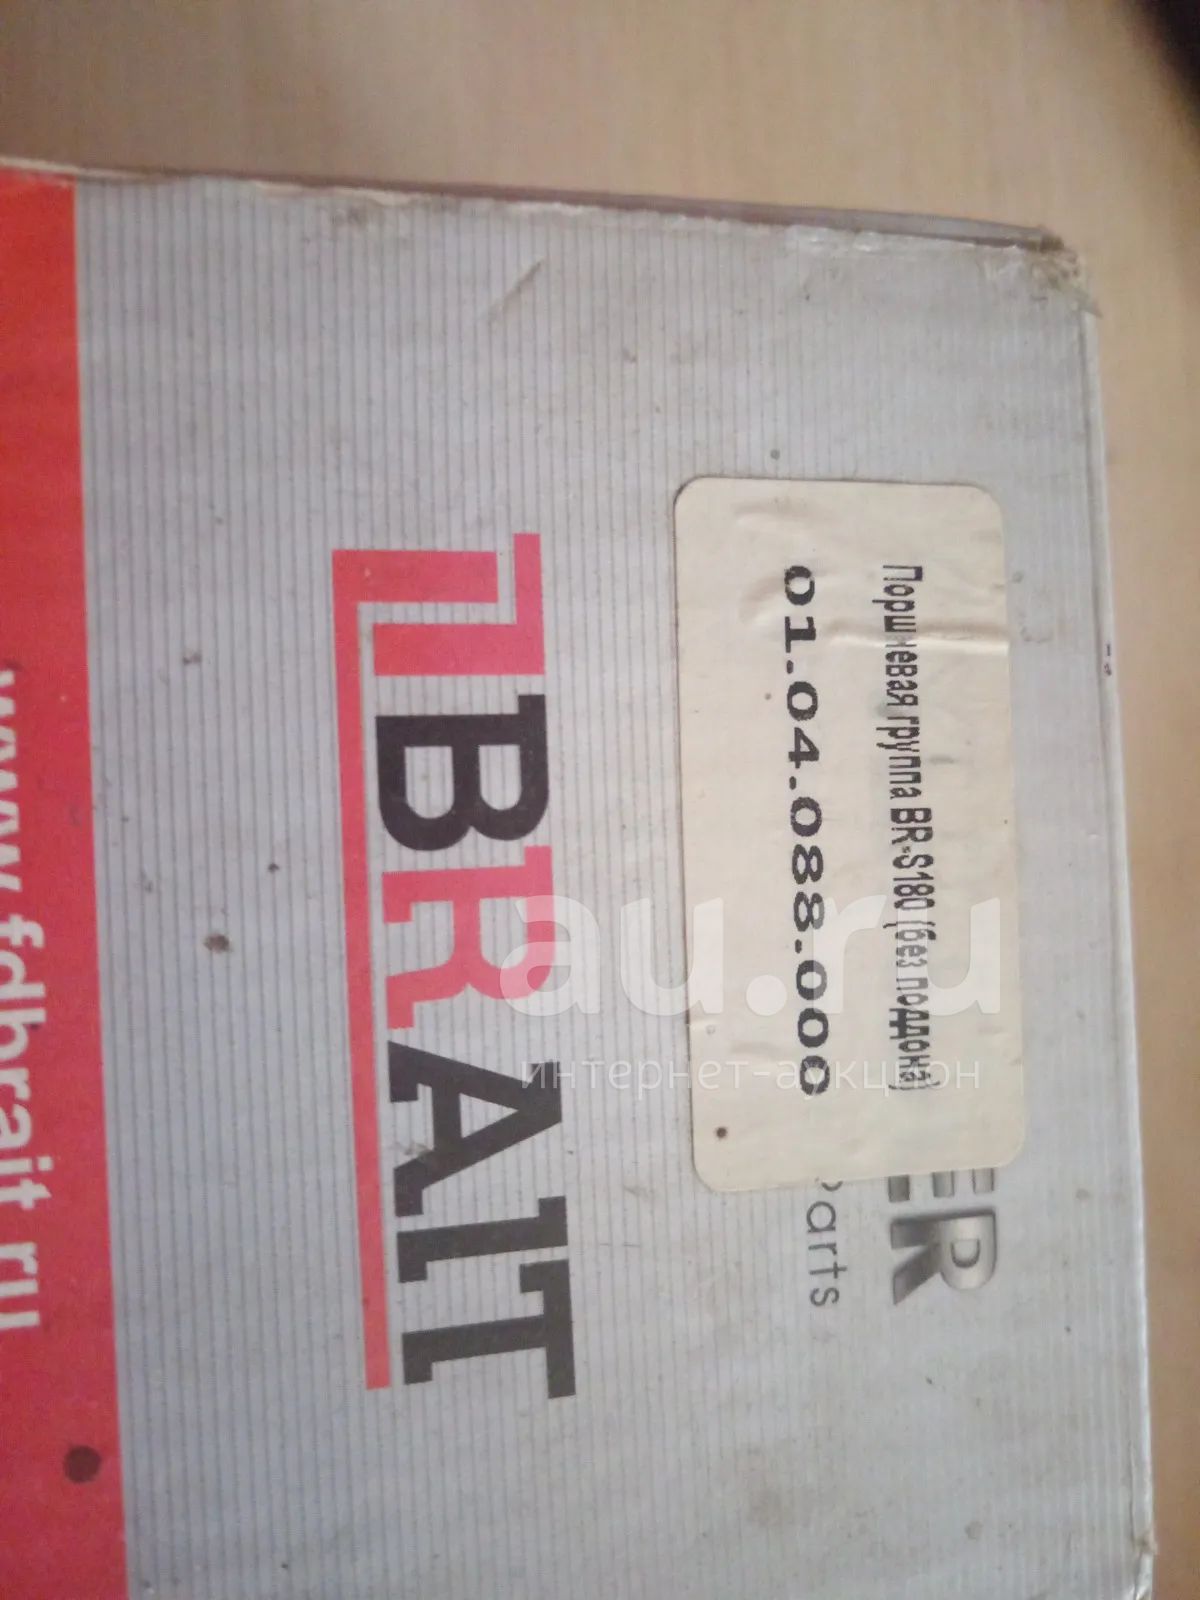 Поршневая группа BR-S180 (без поддона)
01.04.088.000
ER
Parts
BRAIT
www.fdbrait.ru
au.ru
интернет-аукцион